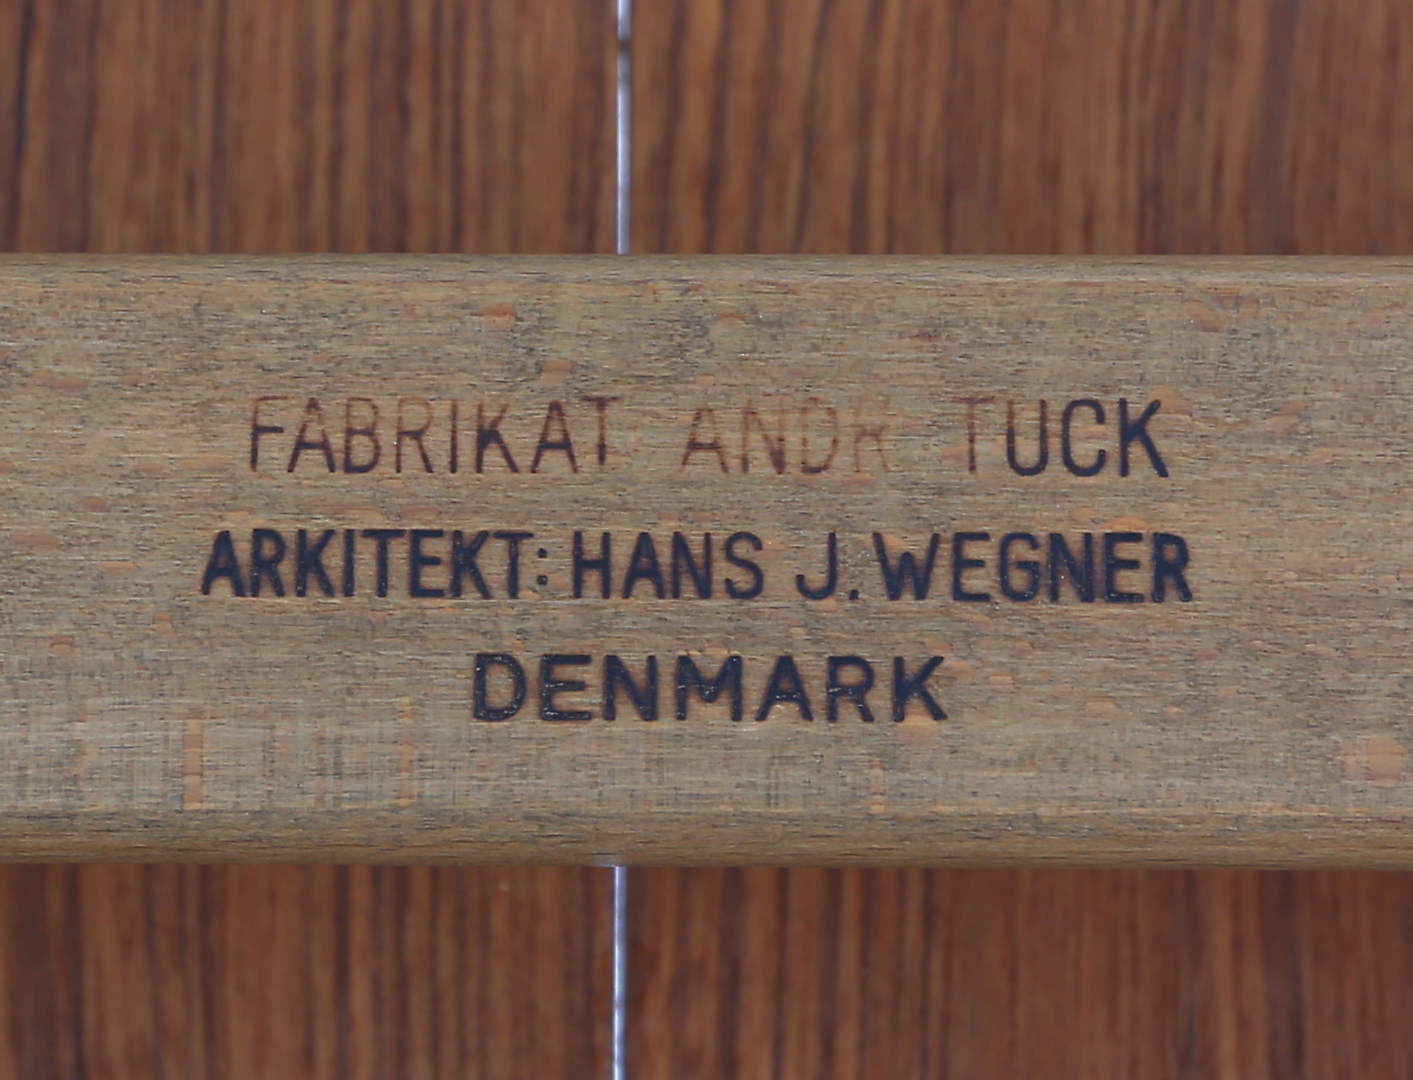 FABRIKAT ANDR TUCK
ARKITEKT: HANS J. WEGNER
DENMARK